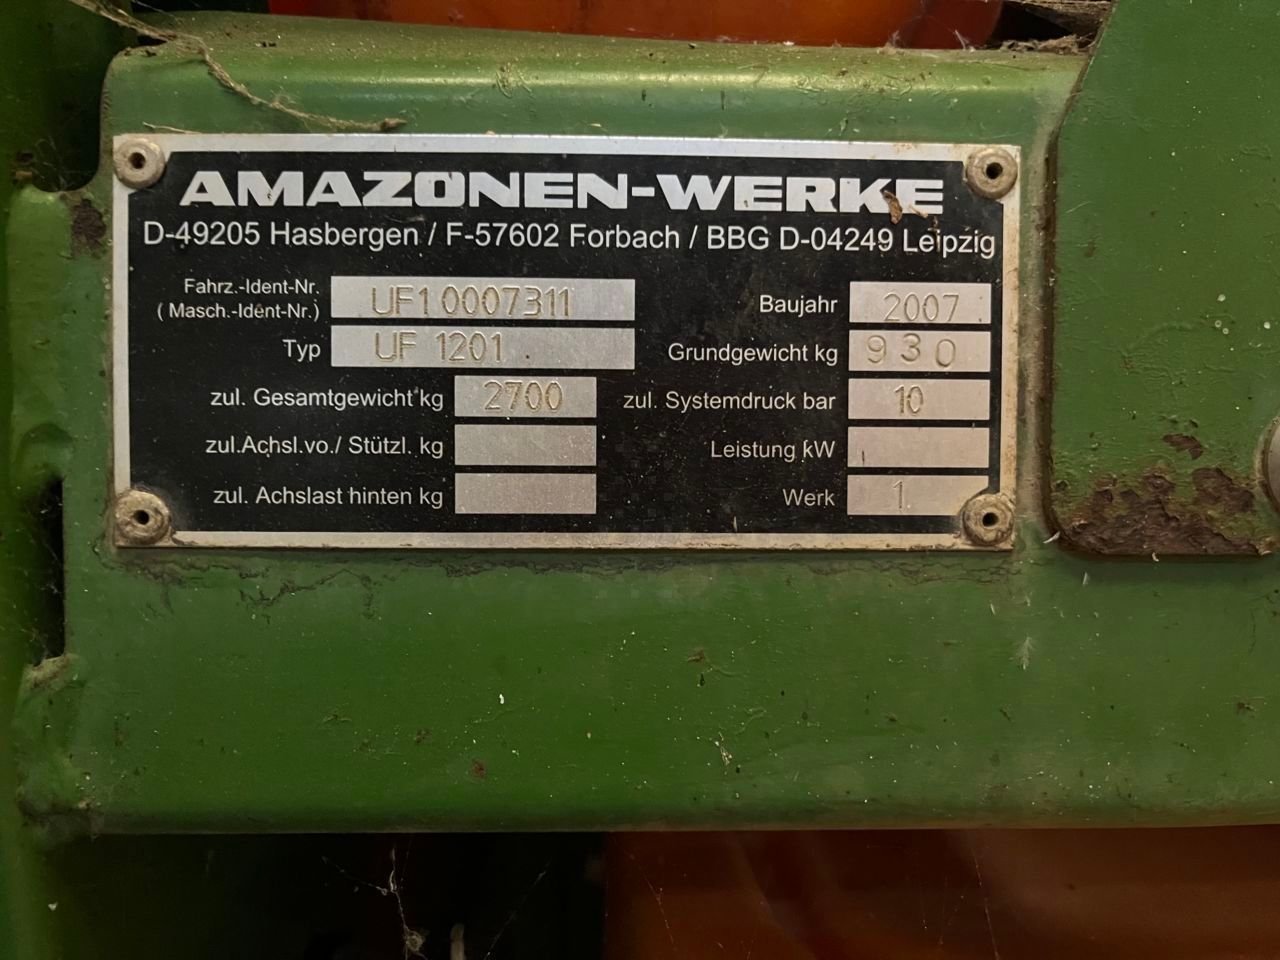 AMAZONEN-WERKE
D-49205 Hasbergen / F-57602 Forbach / BBG D-04249 Leipzig
Fahrz.-Ident-Nr.
( Masch.-Ident-Nr.) UF1 0007311 Baujahr 2007
Typ UF 1201 Grundgewicht kg 930
zul. Gesamtgewicht kg 2700 zul. Systemdruck bar 10
zul.Achsl.vo./ Stützl. kg Leistung kW
zul. Achslast hinten kg Werk 1